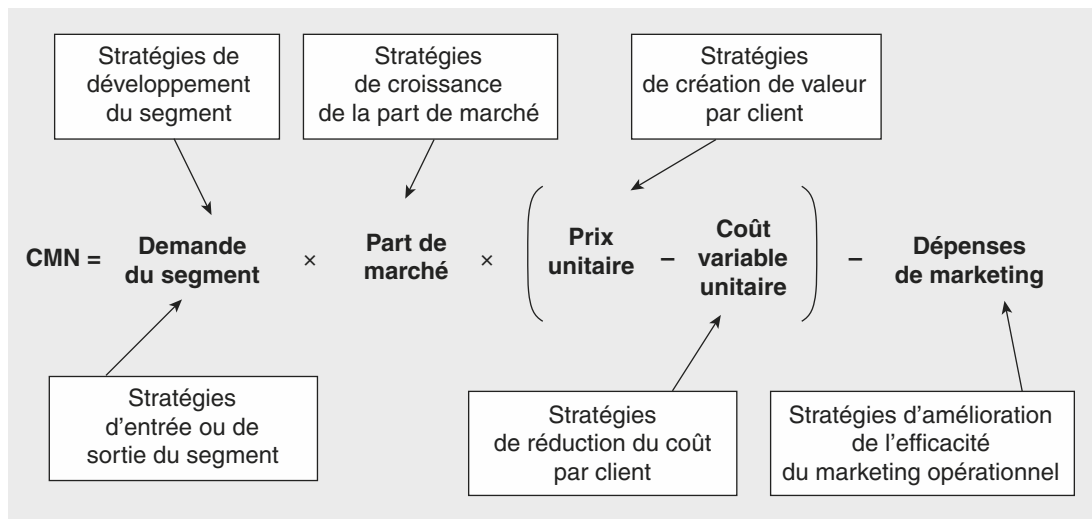 Stratégies de
développement
du segment
Stratégies
de croissance
de la part de marché
Stratégies
de création de valeur
par client
CMN =
Demande
du segment
×
Part de
marché
×
Prix
unitaire
–
Coût
variable
unitaire
–
Dépenses
de marketing
Stratégies
d'entrée ou de
sortie du segment
Stratégies
de réduction du coût
par client
Stratégies d'amélioration
de l'efficacité
du marketing opérationnel